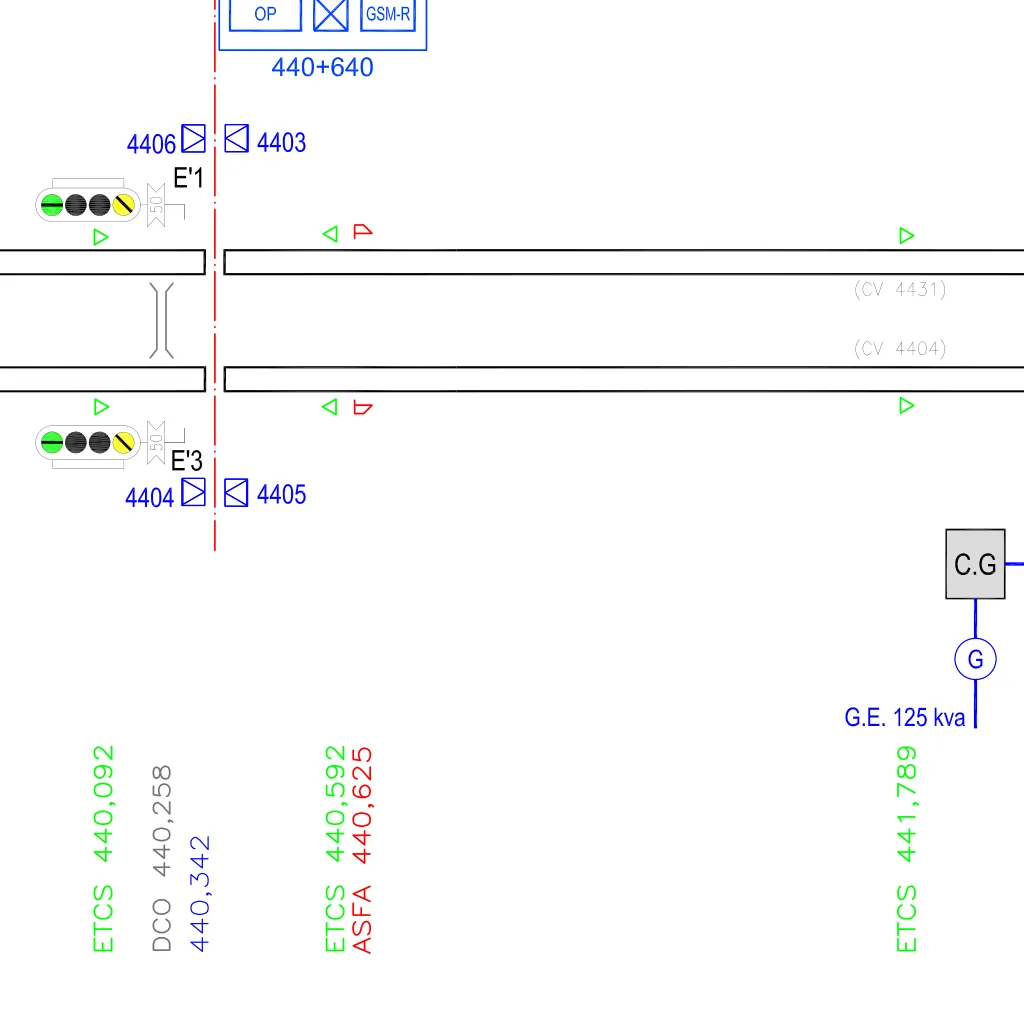 OP
GSM-R
440+640
4406
4403
E'1
50
(CV 4431)
(CV 4404)
50
E'3
4404
4405
C.G
G
G.E. 125 kva
ETCS 440,092
DCO 440,258
440,342
ETCS 440,592
ASFA 440,625
ETCS 441,789